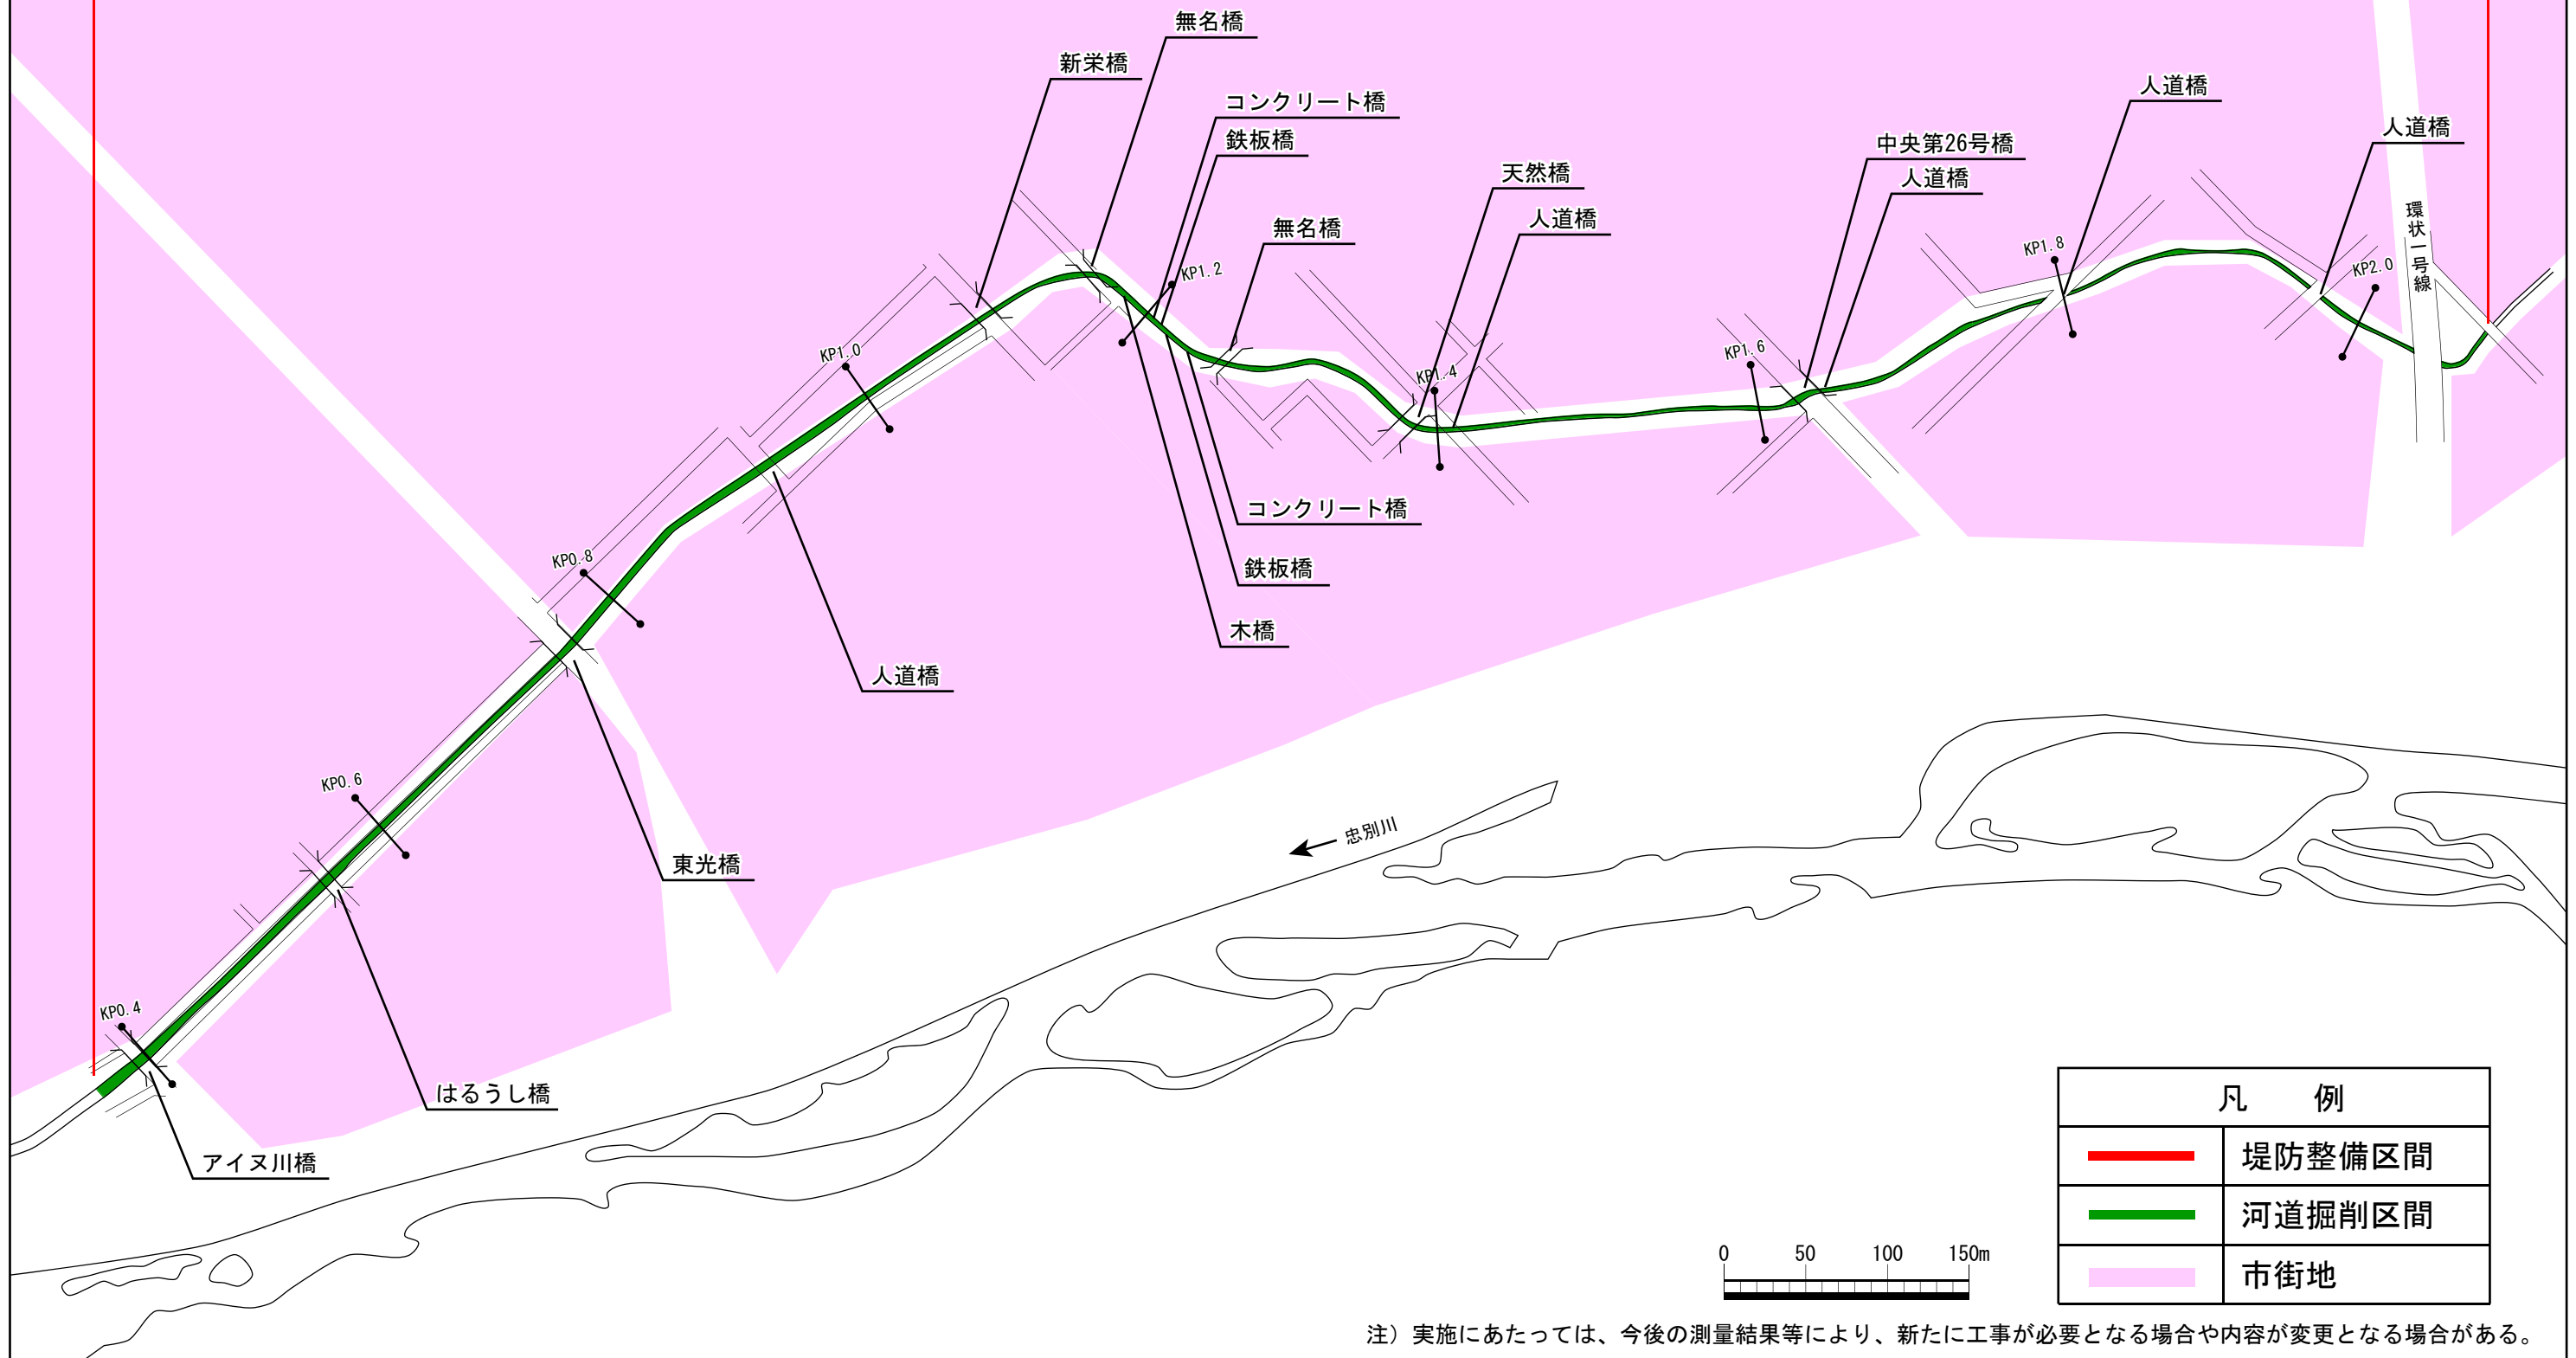 無名橋
新栄橋
人道橋
コンクリート橋
人道橋
鉄板橋
中央第26号橋
天然橋
人道橋
環状一号線
人道橋
無名橋
KP1.8
KP2.0
KP1.2
KP1.0
KP1.6
KP1.4
コンクリート橋
KP0.8
鉄板橋
木橋
人道橋
KP0.6
忠別川
東光橋
KP0.4
はるうし橋
アイヌ川橋
凡　例
堤防整備区間
河道掘削区間
市街地
0 50 100 150m
注）実施にあたっては、今後の測量結果等により、新たに工事が必要となる場合や内容が変更となる場合がある。